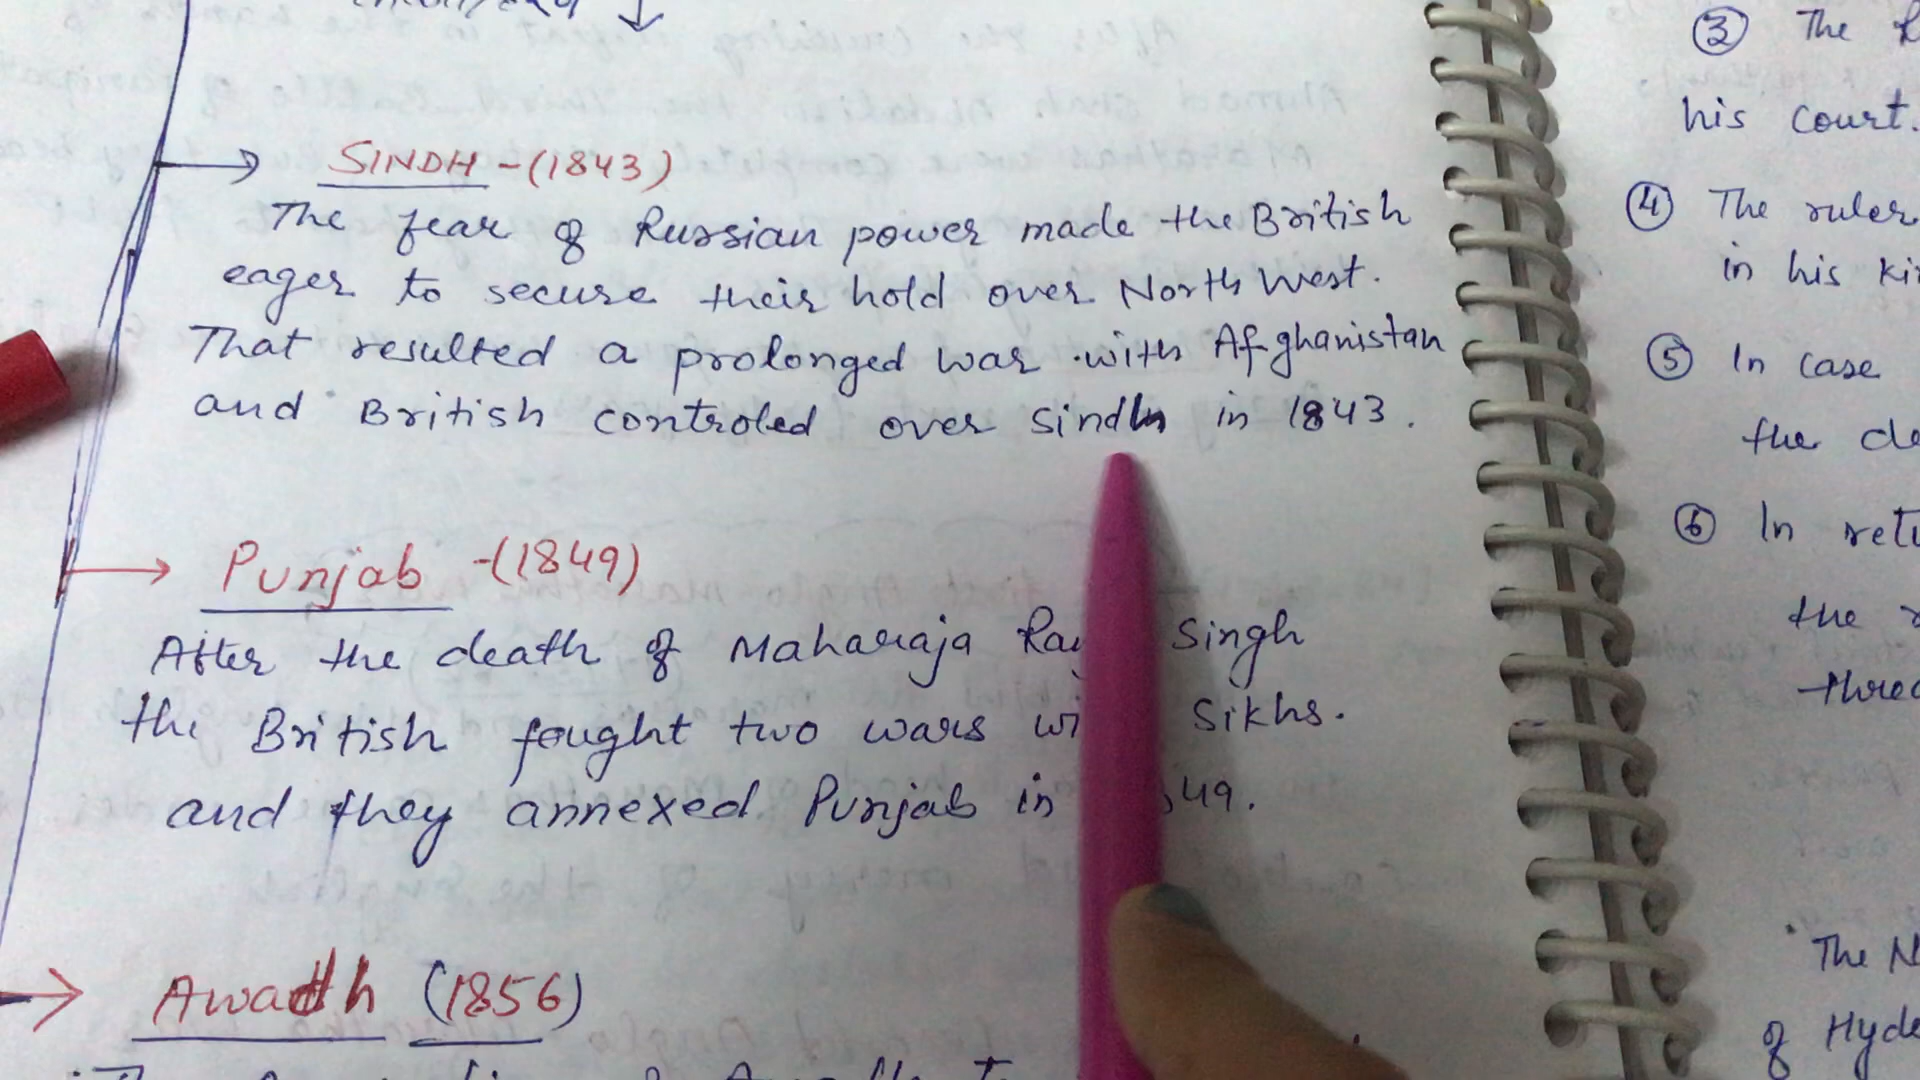 SINDH - (1843)
The fear of Russian power made the British
eager to secure their hold over North West.
That resulted a prolonged war with Afghanistan
and British controled over Sindh in 1843.
Punjab - (1849)
After the death of Maharaja Singh
the British fought two wars Sikhs.
and they annexed Punjab in 49.
Awadh (1856)
③ The
his court.
④ The ruler
in his
⑤ In case
the
⑥ In
the
The
of